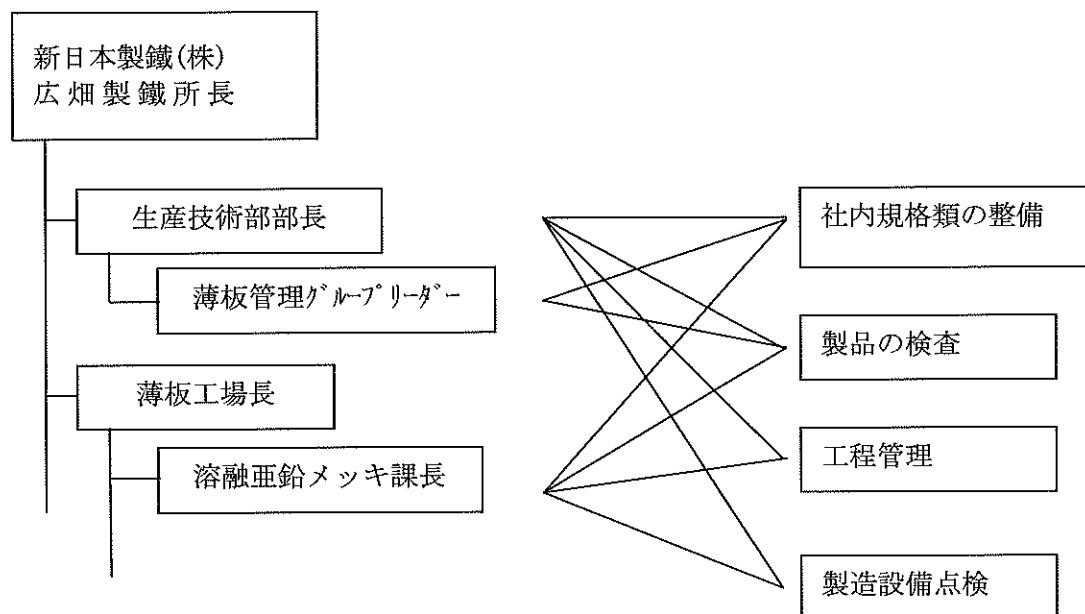 新日本製鐵(株)
広畑製鐵所長
生産技術部部長
薄板管理ｸﾞﾙｰﾌﾟﾘｰﾀﾞｰ
薄板工場長
溶融亜鉛メッキ課長
社内規格類の整備
製品の検査
工程管理
製造設備点検